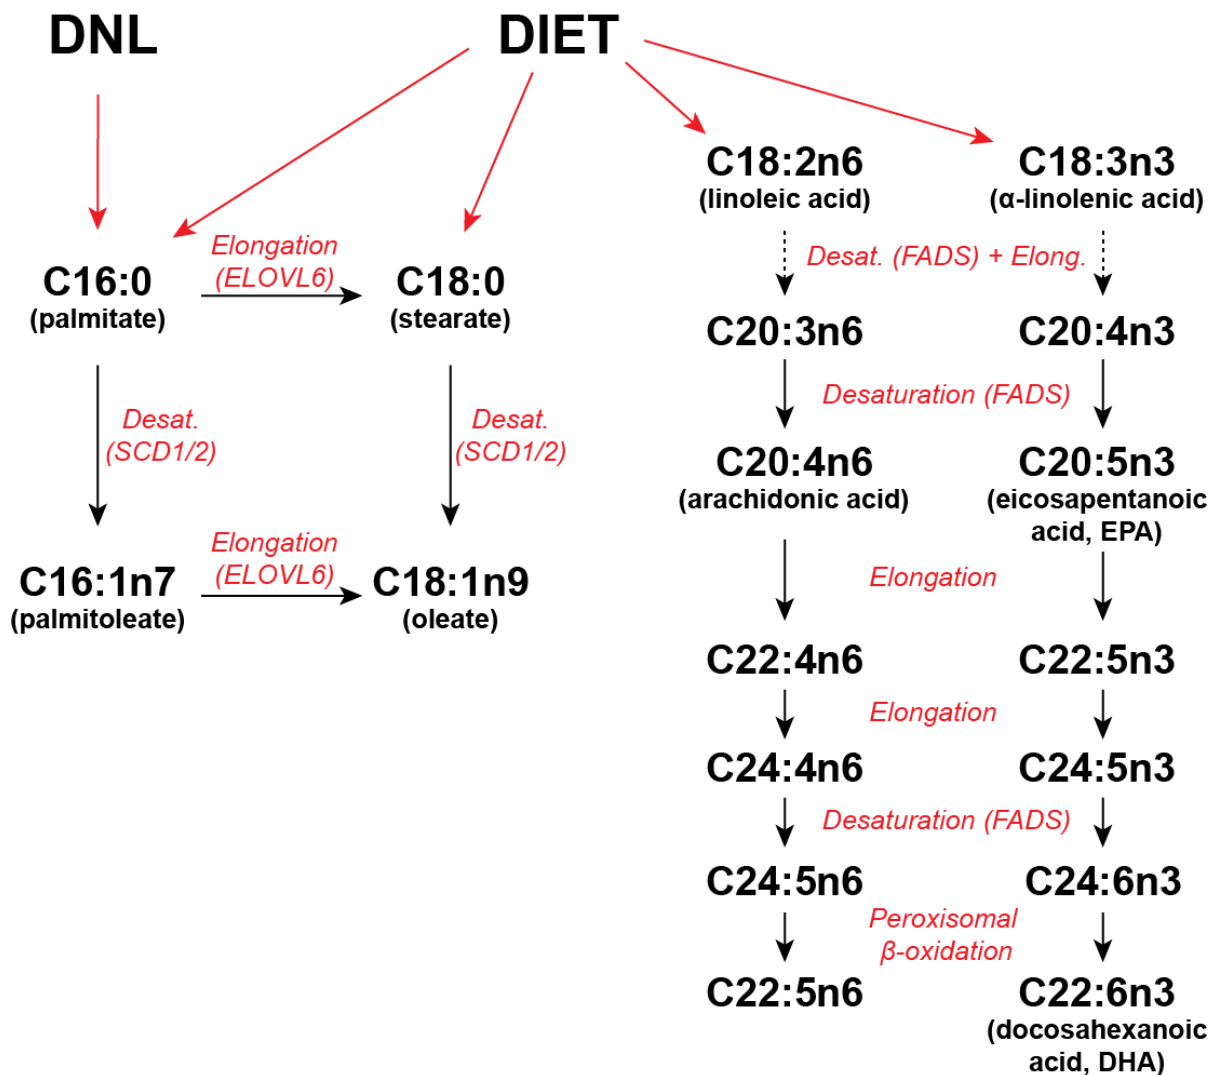 DNL
DIET
C18:2n6
(linoleic acid)
C18:3n3
(α-linolenic acid)
Elongation
(ELOVL6)
C16:0
(palmitate)
C18:0
(stearate)
Desat. (FADS) + Elong.
C20:3n6
C20:4n3
Desat.
(SCD1/2)
Desat.
(SCD1/2)
Desaturation (FADS)
C20:4n6
(arachidonic acid)
C20:5n3
(eicosapentanoic
acid, EPA)
Elongation
(ELOVL6)
C16:1n7
(palmitoleate)
C18:1n9
(oleate)
Elongation
C22:4n6
C22:5n3
Elongation
C24:4n6
C24:5n3
Desaturation (FADS)
C24:5n6
C24:6n3
Peroxisomal
β-oxidation
C22:5n6
C22:6n3
(docosahexanoic
acid, DHA)